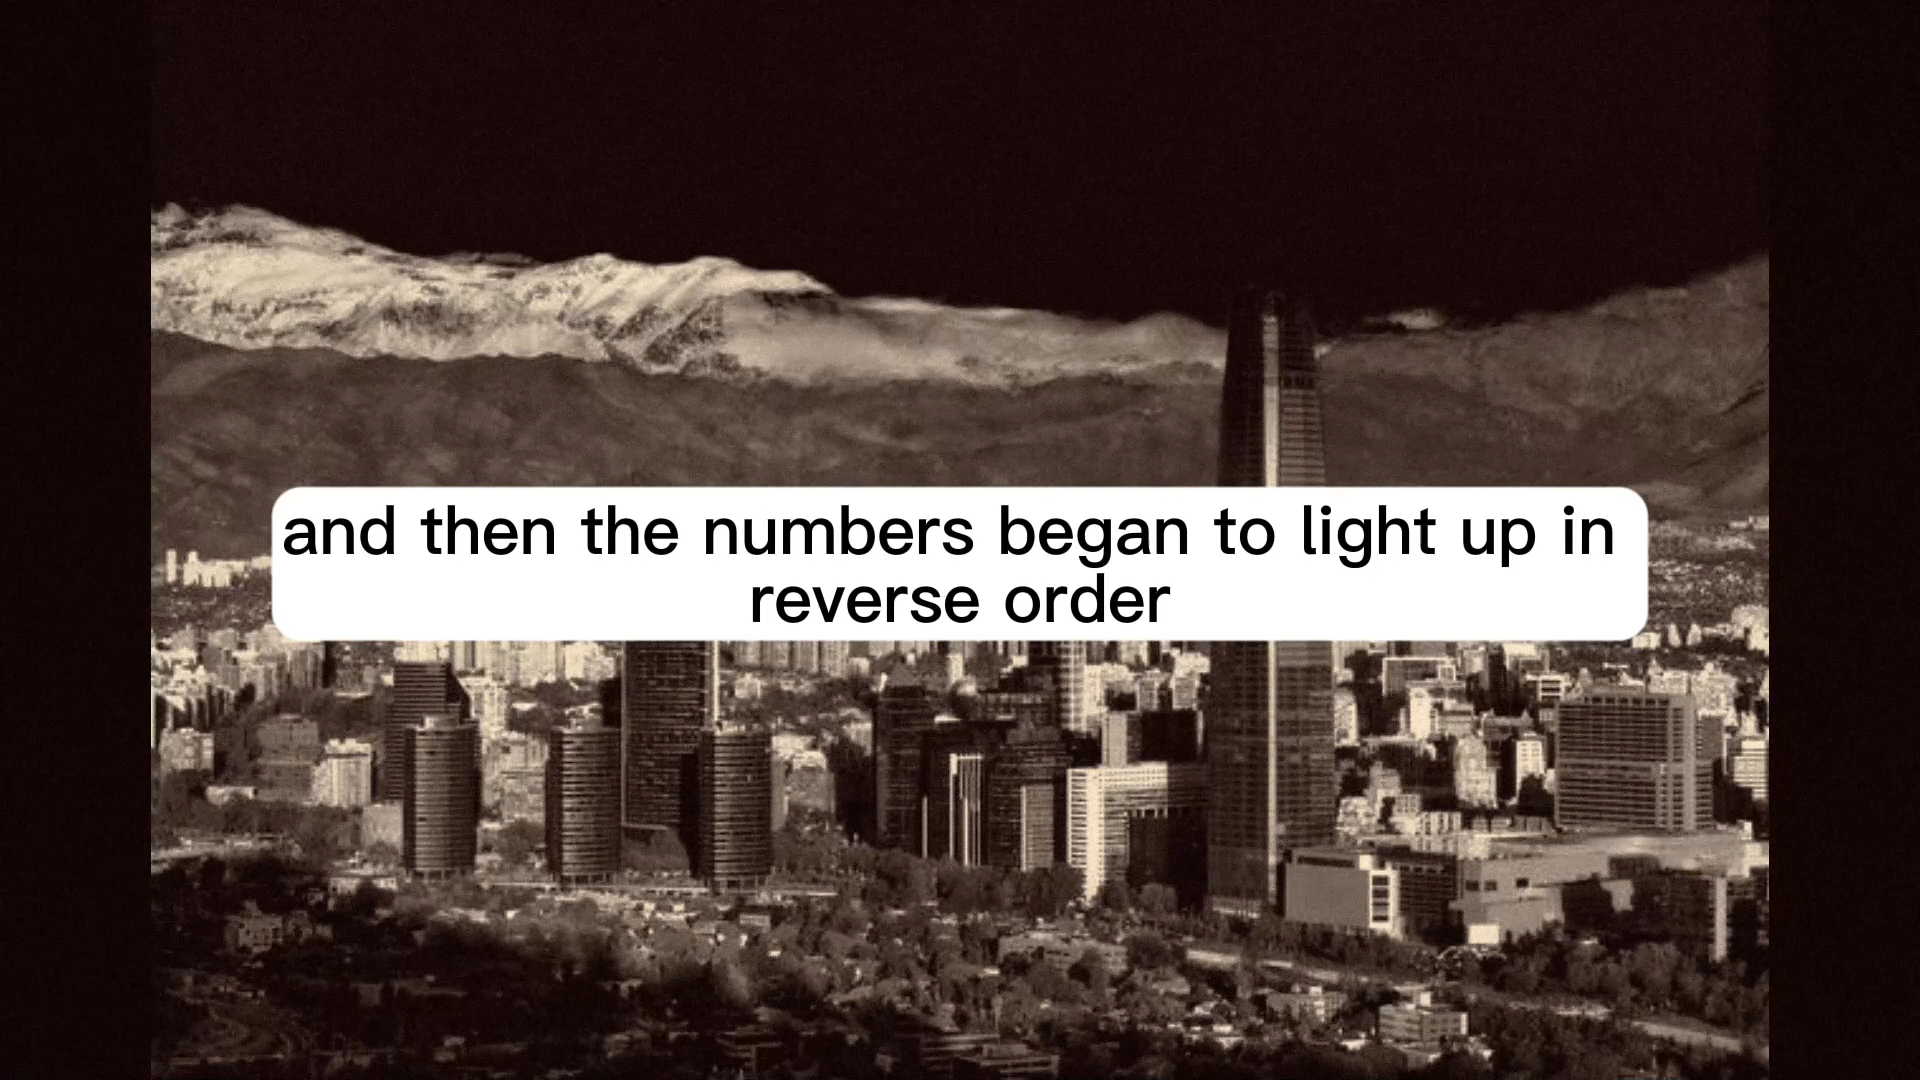 and then the numbers began to light up in
reverse order